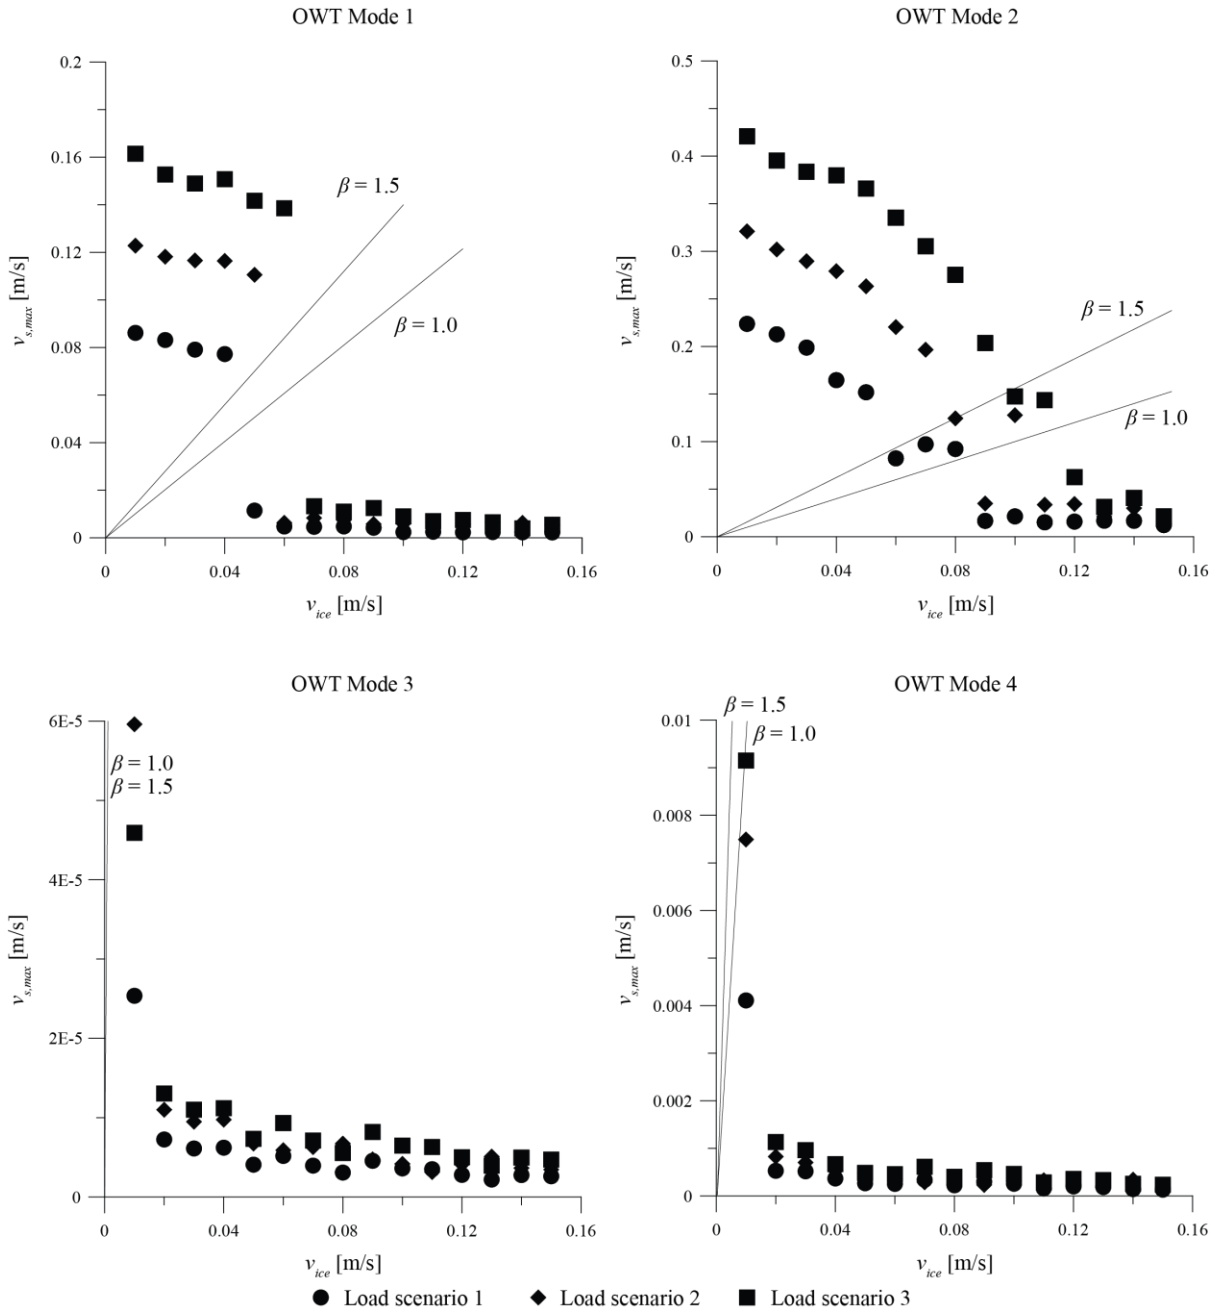 OWT Mode 1
0.2
0.16
0.12
0.08
0.04
0
v_s,max [m/s]
β = 1.5
β = 1.0
0 0.04 0.08 0.12 0.16
v_ice [m/s]
OWT Mode 2
0.5
0.4
0.3
0.2
0.1
0
v_s,max [m/s]
β = 1.5
β = 1.0
0 0.04 0.08 0.12 0.16
v_ice [m/s]
OWT Mode 3
6E-5
4E-5
2E-5
0
v_s,max [m/s]
β = 1.0
β = 1.5
0 0.04 0.08 0.12 0.16
v_ice [m/s]
OWT Mode 4
β = 1.5
β = 1.0
0.01
0.008
0.006
0.004
0.002
0
v_s,max [m/s]
0 0.04 0.08 0.12 0.16
v_ice [m/s]
Load scenario 1 Load scenario 2 Load scenario 3